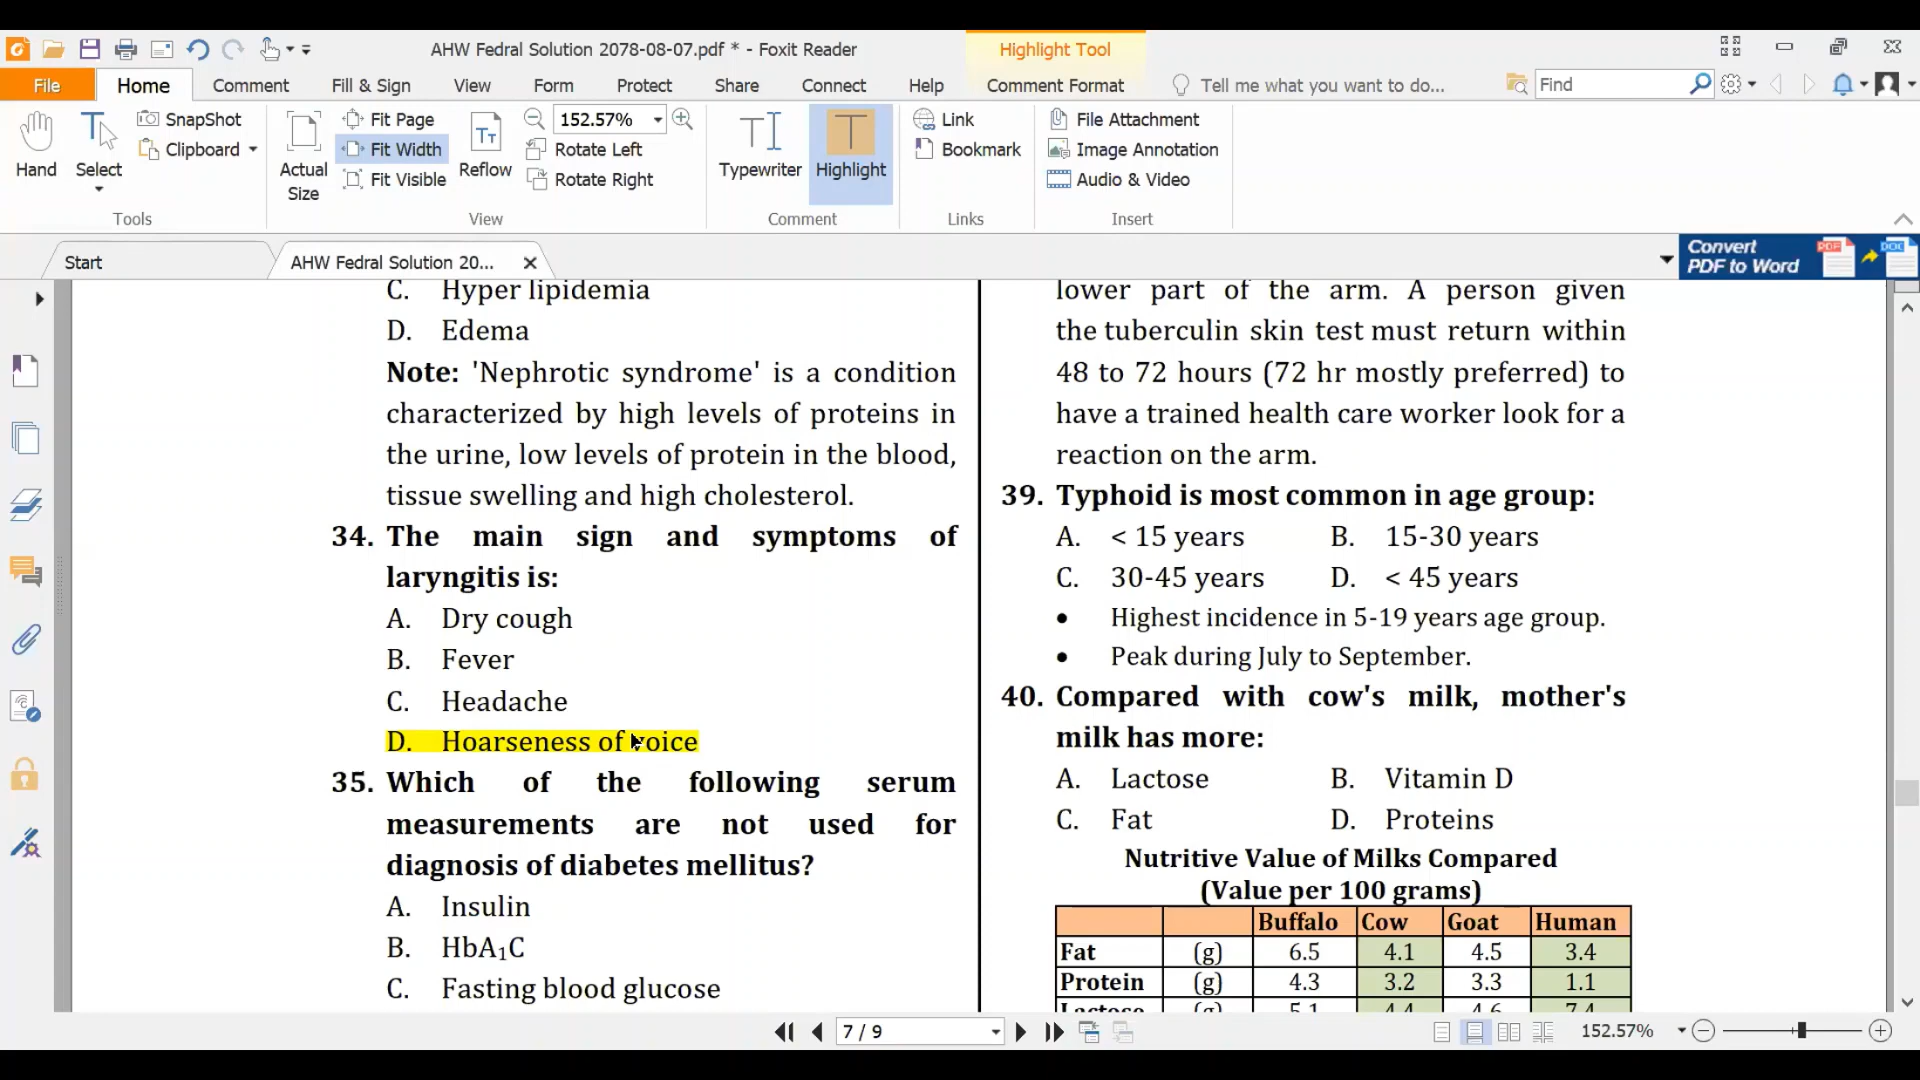 AHW Fedral Solution 2078-08-07.pdf * - Foxit Reader
Highlight Tool
File
Home
Comment
Fill & Sign
View
Form
Protect
Share
Connect
Help
Comment Format
Tell me what you want to do...
Find
Hand
Select
SnapShot
Clipboard
Tools
Actual
Size
Fit Page
Fit Width
Fit Visible
Reflow
152.57%
Rotate Left
Rotate Right
View
Typewriter
Highlight
Comment
Link
Bookmark
Links
File Attachment
Image Annotation
Audio & Video
Insert
Start
AHW Fedral Solution 20...
Convert
PDF to Word
C. Hyper lipidemia
D. Edema
Note: 'Nephrotic syndrome' is a condition
characterized by high levels of proteins in
the urine, low levels of protein in the blood,
tissue swelling and high cholesterol.
34. The main sign and symptoms of
laryngitis is:
A. Dry cough
B. Fever
C. Headache
D. Hoarseness of voice
35. Which of the following serum
measurements are not used for
diagnosis of diabetes mellitus?
A. Insulin
B. HbA₁C
C. Fasting blood glucose
lower part of the arm. A person given
the tuberculin skin test must return within
48 to 72 hours (72 hr mostly preferred) to
have a trained health care worker look for a
reaction on the arm.
39. Typhoid is most common in age group:
A. < 15 years B. 15-30 years
C. 30-45 years D. < 45 years
• Highest incidence in 5-19 years age group.
• Peak during July to September.
40. Compared with cow's milk, mother's
milk has more:
A. Lactose B. Vitamin D
C. Fat D. Proteins
Nutritive Value of Milks Compared
(Value per 100 grams)
Buffalo Cow Goat Human
Fat (g) 6.5 4.1 4.5 3.4
Protein (g) 4.3 3.2 3.3 1.1
Lactose (g) 5.1 4.4 4.6 7.4
7 / 9
152.57%